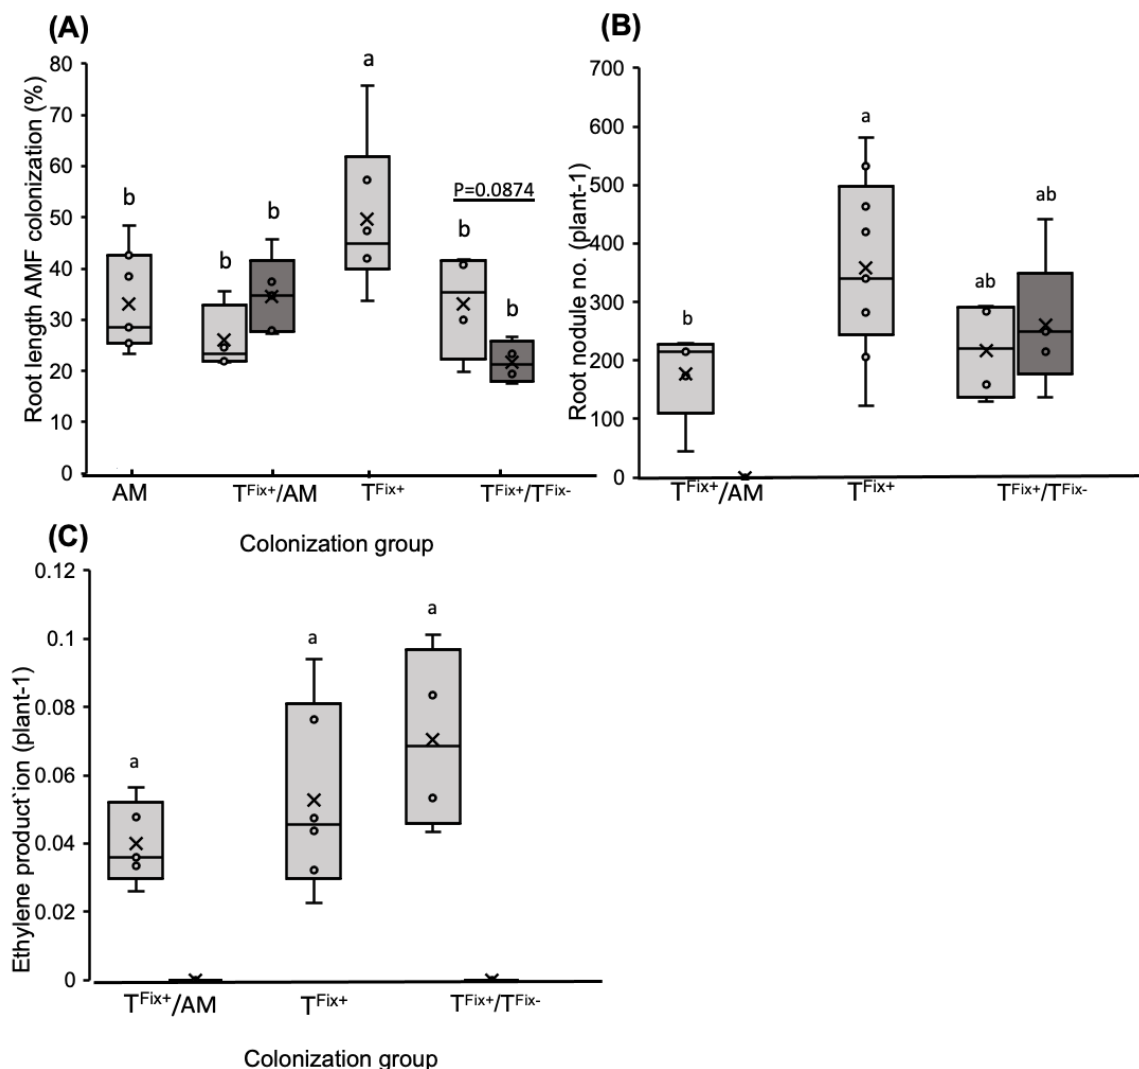 (A)
Root length AMF colonization (%)
80
70
60
50
40
30
20
10
0
b
b
b
a
P=0.0874
b
b
AM
TFix+/AM
TFix+
TFix+/TFix-
Colonization group
(B)
Root nodule no. (plant-1)
700
600
500
400
300
200
100
0
b
a
ab
ab
TFix+/AM
TFix+
TFix+/TFix-
(C)
Ethylene product`ion (plant-1)
0.12
0.1
0.08
0.06
0.04
0.02
0
a
a
a
TFix+/AM
TFix+
TFix+/TFix-
Colonization group